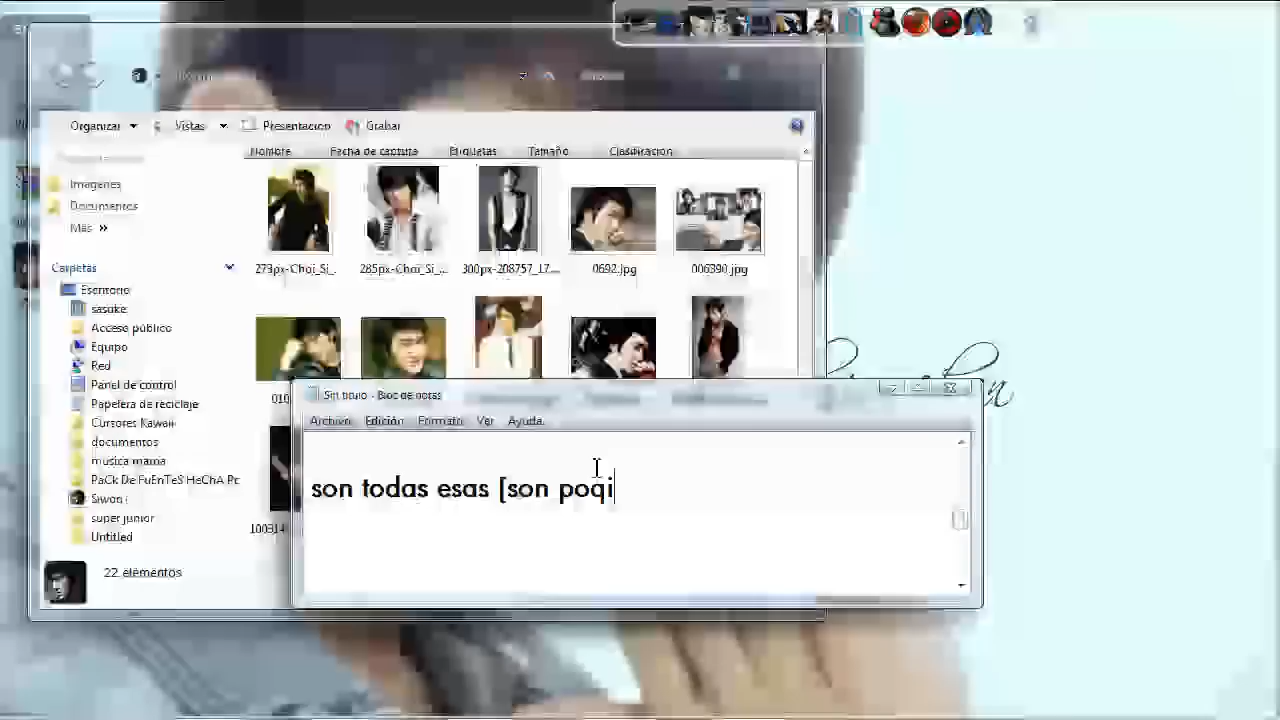 Organizar Vistas Presentación Grabar
Nombre Fecha de captura Etiquetas Tamaño Clasificación
Imágenes
Documentos
Más »
273px-Choi_Si_... 285px-Choi_Si_... 300px-208757_17... 0692.jpg 006390.jpg
Carpetas
Escritorio
sasuke
Acceso público
Equipo
Red
Panel de control
Papelera de reciclaje
Cursores Kawaii
documentos
musica mama
PaCk De FuEnTeS HeChA Po
Siwon
super junior
Untitled
22 elementos
010
100314
Sin título - Bloc de notas
Archivo Edición Formato Ver Ayuda
son todas esas [son poqi